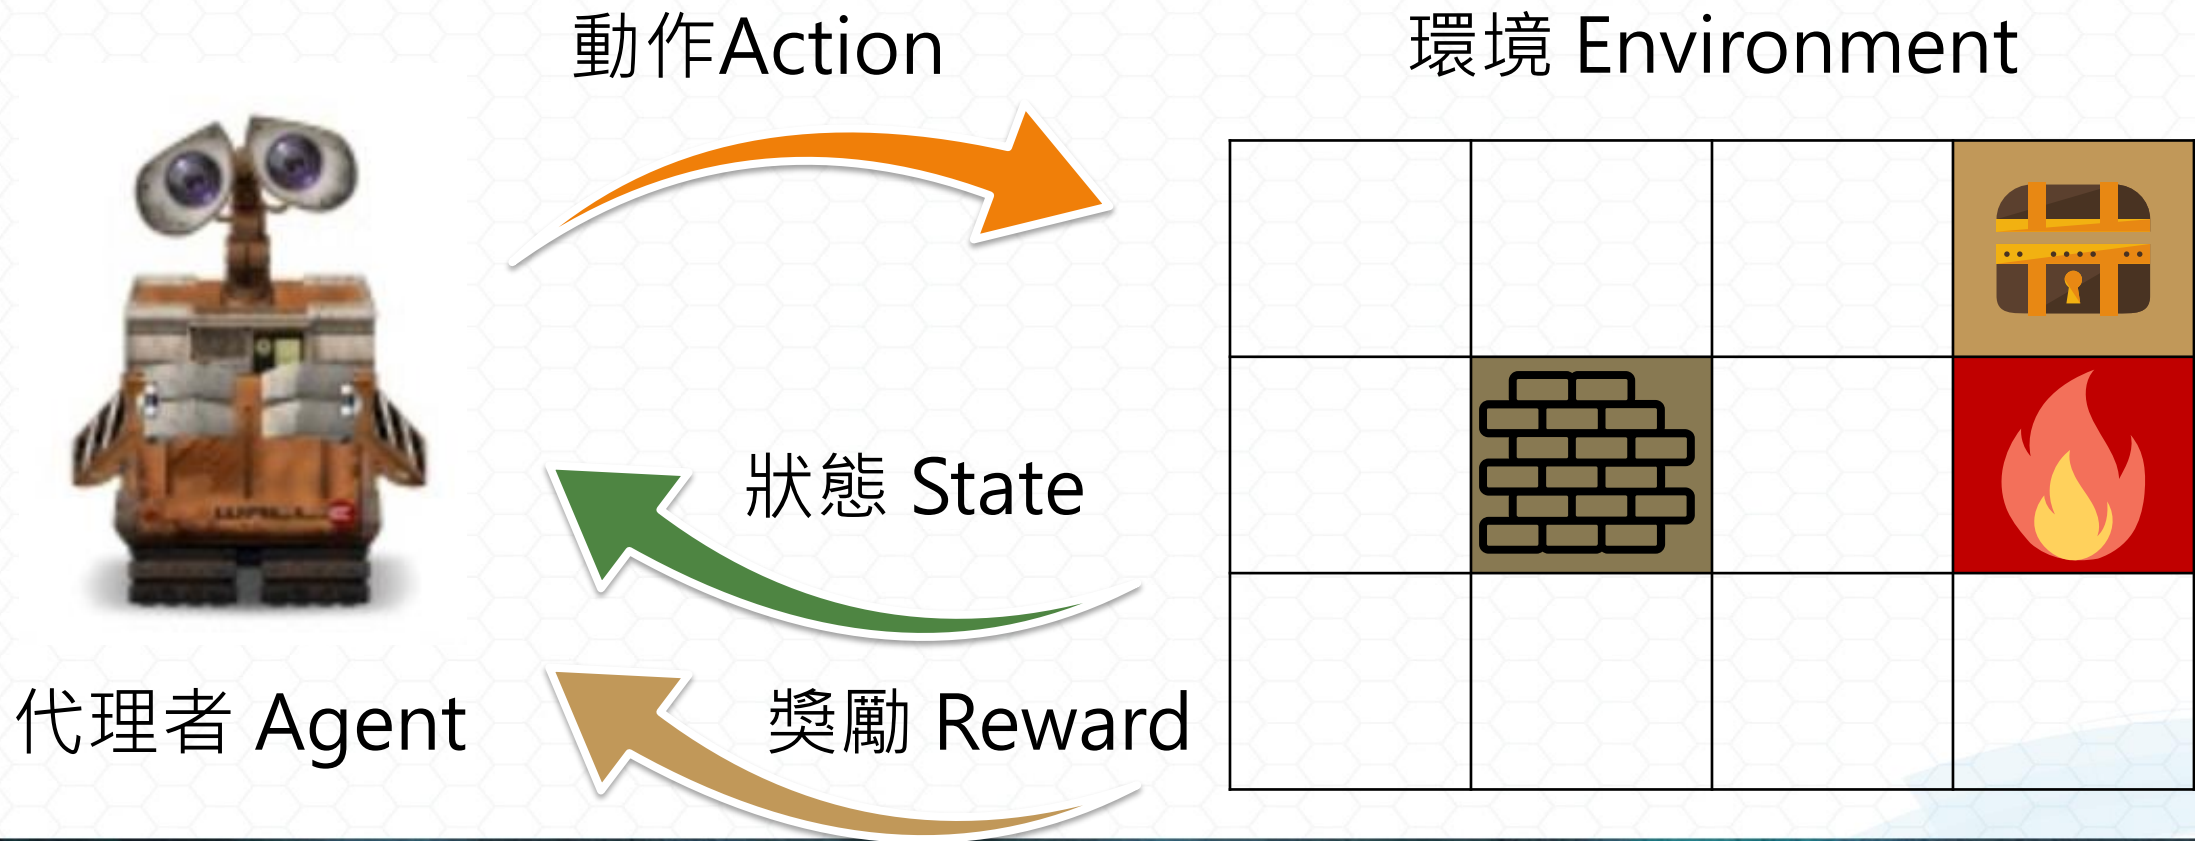 動作Action
環境 Environment
狀態 State
代理者 Agent
獎勵 Reward